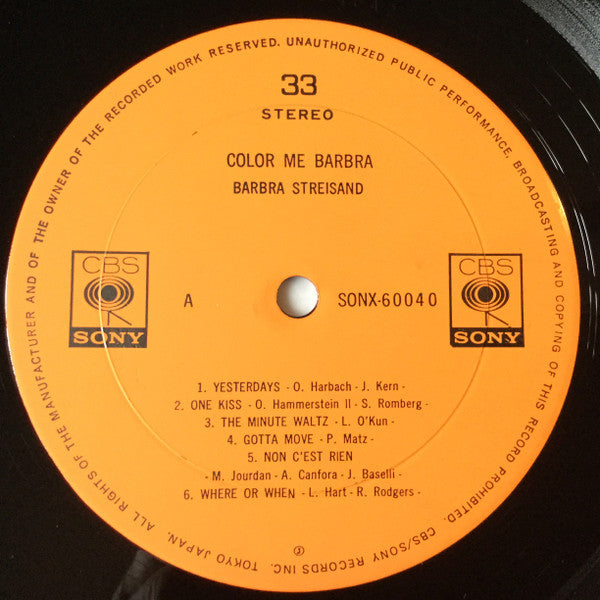 ALL RIGHTS OF THE MANUFACTURER AND OF THE OWNER OF THE RECORDED WORK RESERVED. UNAUTHORIZED PUBLIC PERFORMANCE, BROADCASTING AND COPYING OF THIS RECORD PROHIBITED. CBS/SONY RECORDS INC. TOKYO JAPAN.
33
STEREO
COLOR ME BARBRA
BARBRA STREISAND
CBS
SONY
A
SONX-60040
CBS
SONY
1. YESTERDAYS - O. Harbach - J. Kern -
2. ONE KISS - O. Hammerstein II - S. Romberg -
3. THE MINUTE WALTZ - L. O'Kun -
4. GOTTA MOVE - P. Matz -
5. NON C'EST RIEN
- M. Jourdan - A. Canfora - J. Baselli -
6. WHERE OR WHEN - L. Hart - R. Rodgers -
℗